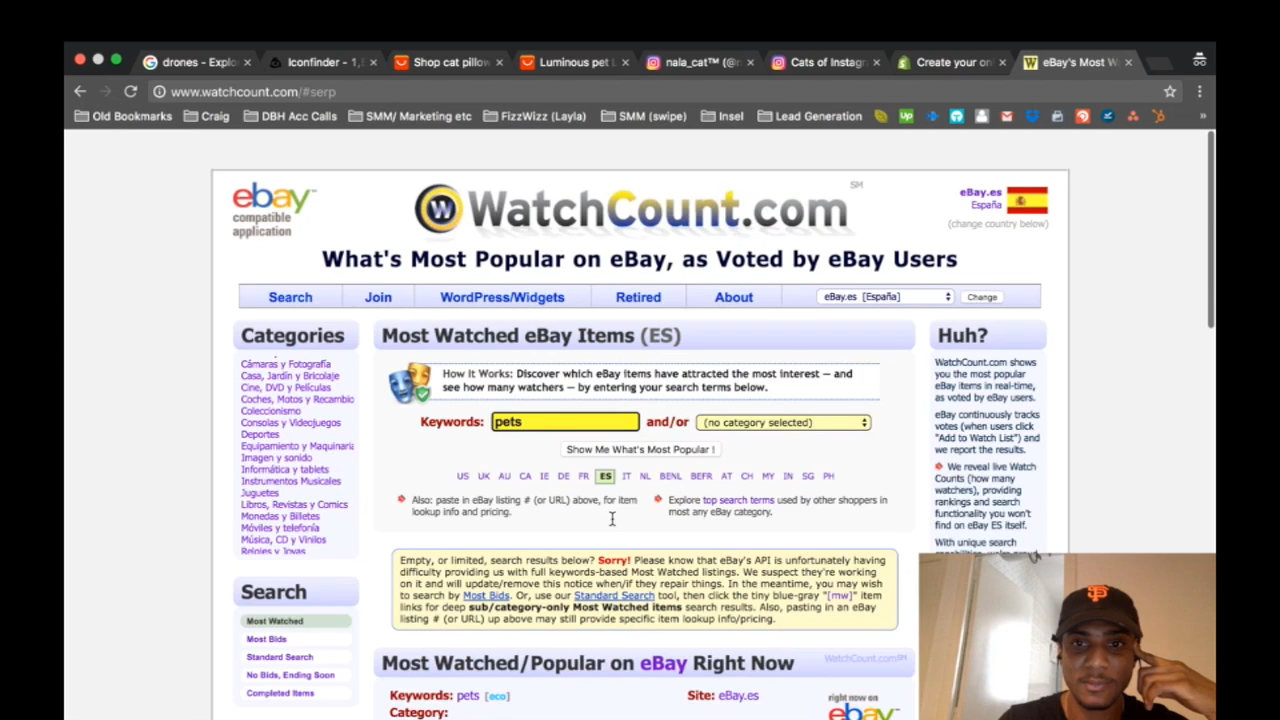 drones - Explo
Iconfinder - 1,
Shop cat pillow
Luminous pet L
nala_cat™ (@n
Cats of Instagr
Create your on
eBay's Most W
www.watchcount.com/#serp
Old Bookmarks
Craig
DBH Acc Calls
SMM/ Marketing etc
FizzWizz (Layla)
SMM (swipe)
Insel
Lead Generation
Up
»
ebay™
compatible
application
W WatchCount.com SM
eBay.es
España
(change country below)
What's Most Popular on eBay, as Voted by eBay Users
Search
Join
WordPress/Widgets
Retired
About
eBay.es [España]
Change
Categories
Cámaras y Fotografía
Casa, Jardín y Bricolaje
Cine, DVD y Películas
Coches, Motos y Recambio
Coleccionismo
Consolas y Videojuegos
Deportes
Equipamiento y Maquinaria
Imagen y sonido
Informática y tablets
Instrumentos Musicales
Juguetes
Libros, Revistas y Comics
Monedas y Billetes
Móviles y telefonía
Música, CD y Vinilos
Relojes y Joyas
Search
Most Watched
Most Bids
Standard Search
No Bids, Ending Soon
Completed Items
Most Watched eBay Items (ES)
How It Works: Discover which eBay items have attracted the most interest — and
see how many watchers — by entering your search terms below.
Keywords: pets and/or (no category selected)
Show Me What's Most Popular !
US UK AU CA IE DE FR ES IT NL BENL BEFR AT CH MY IN SG PH
Also: paste in eBay listing # (or URL) above, for item
lookup info and pricing.
Explore top search terms used by other shoppers in
most any eBay category.
Empty, or limited, search results below? Sorry! Please know that eBay's API is unfortunately having
difficulty providing us with full keywords-based Most Watched listings. We suspect they're working
on it and will update/remove this notice when/if they repair things. In the meantime, you may wish
to search by Most Bids. Or, use our Standard Search tool, then click the tiny blue-gray "[mw]" item
links for deep sub/category-only Most Watched items search results. Also, pasting in an eBay
listing # (or URL) up above may still provide specific item lookup info/pricing.
Most Watched/Popular on eBay Right Now
WatchCount.comSM
Keywords: pets [eco]
Site: eBay.es
Category:
right now on
ebay
Huh?
WatchCount.com shows
you the most popular
eBay items in real-time,
as voted by eBay users.
eBay continuously tracks
votes (when users click
"Add to Watch List") and
we report the results.
We reveal live Watch
Counts (how many
watchers), providing
rankings and search
functionality you won't
find on eBay ES itself.
With unique search